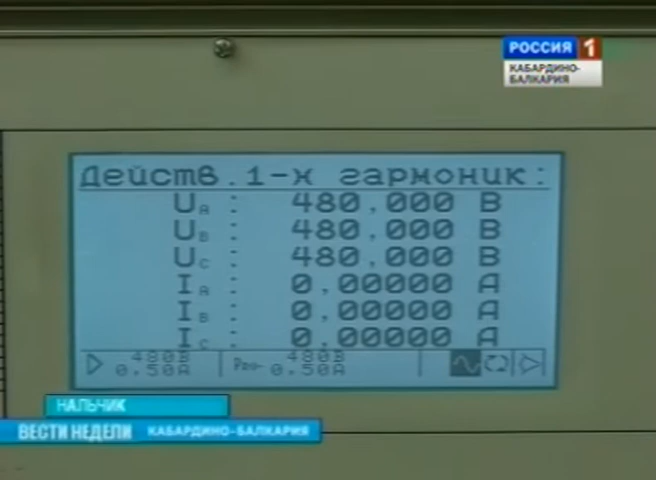 РОССИЯ 1
КАБАРДИНО-
БАЛКАРИЯ
Действ.1-х гармоник:
UА : 480,000 В
UВ : 480,000 В
UС : 480,000 В
IА : 0,00000 А
IВ : 0,00000 А
IС : 0,00000 А
480В 480В
0.50А 0.50А
НАЛЬЧИК
ВЕСТИ НЕДЕЛИ КАБАРДИНО-БАЛКАРИЯ